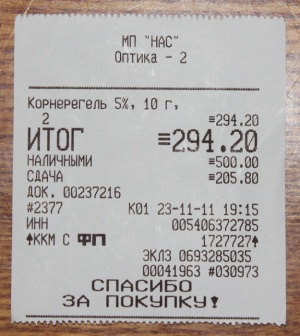 МП "НАС"
Оптика - 2
Корнерегель 5%, 10 г,
2 ≡294.20
ИТОГ ≡294.20
НАЛИЧНЫМИ ≡500.00
СДАЧА ≡205.80
ДОК. 00237216
#2377 К01 23-11-11 19:15
ИНН 005406372785
↑ККМ С ФП 1727727↑
ЭКЛЗ 0693285035
00041963 #030973
СПАСИБО
ЗА ПОКУПКУ!